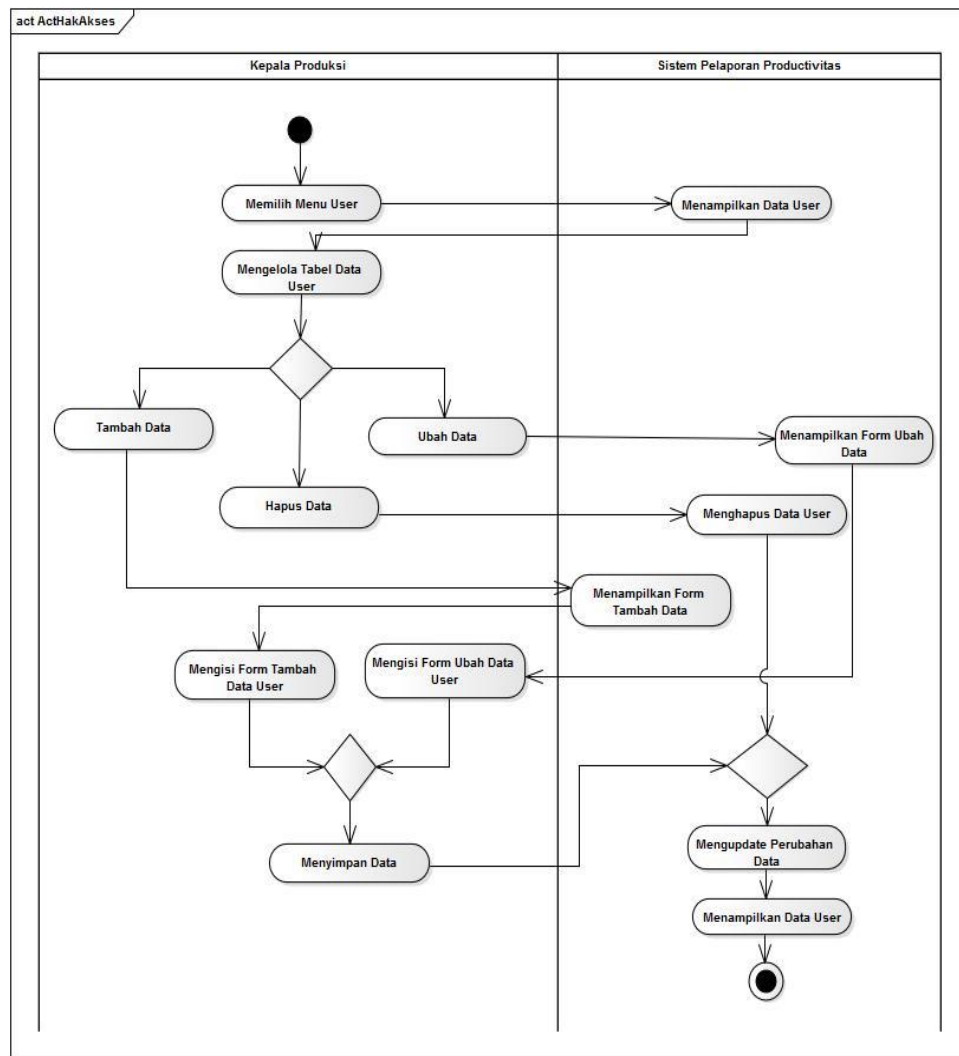 act ActHakAkses
Kepala Produksi
Sistem Pelaporan Productivitas
Memilih Menu User
Menampilkan Data User
Mengelola Tabel Data
User
Tambah Data
Ubah Data
Menampilkan Form Ubah
Data
Hapus Data
Menghapus Data User
Menampilkan Form
Tambah Data
Mengisi Form Tambah
Data User
Mengisi Form Ubah Data
User
Menyimpan Data
Mengupdate Perubahan
Data
Menampilkan Data User